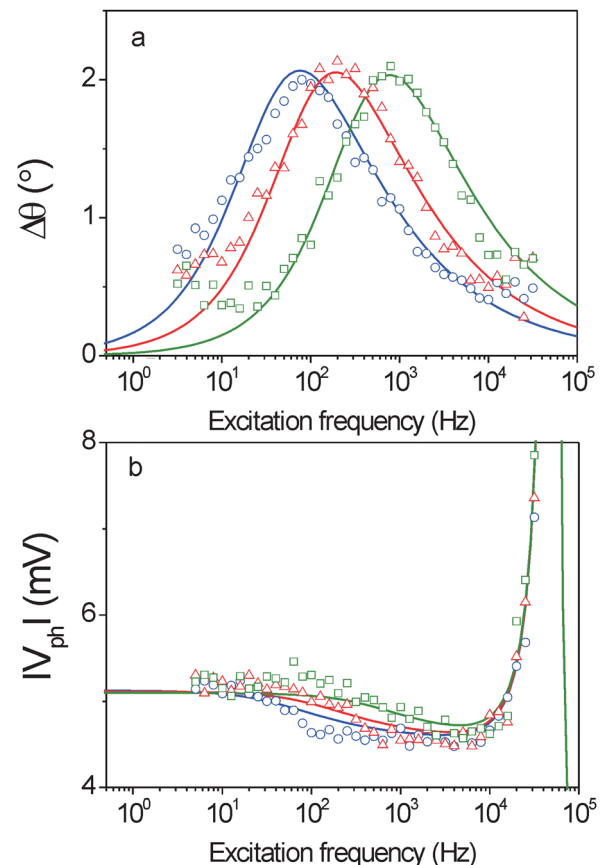 a
2
1
0
Δθ (°)
10⁰ 10¹ 10² 10³ 10⁴ 10⁵
Excitation frequency (Hz)
b
8
6
4
|Vₚₕ| (mV)
10⁰ 10¹ 10² 10³ 10⁴ 10⁵
Excitation frequency (Hz)